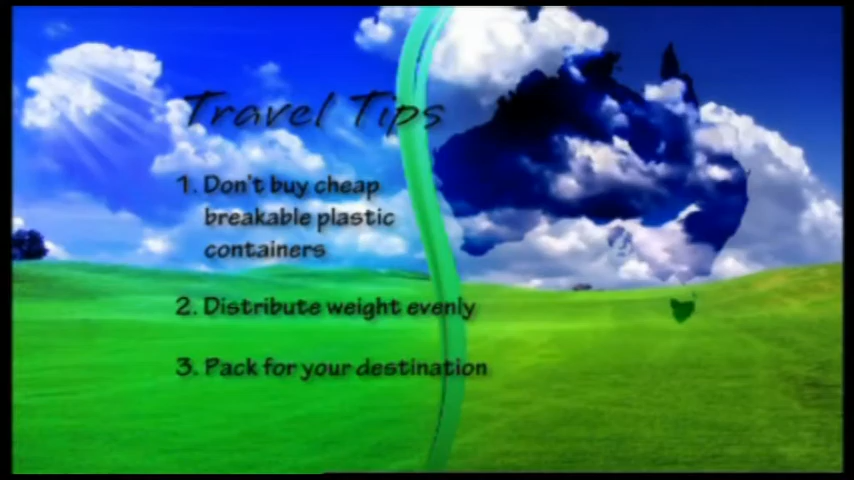 Travel Tips
1. Don't buy cheap
breakable plastic
containers
2. Distribute weight evenly
3. Pack for your destination